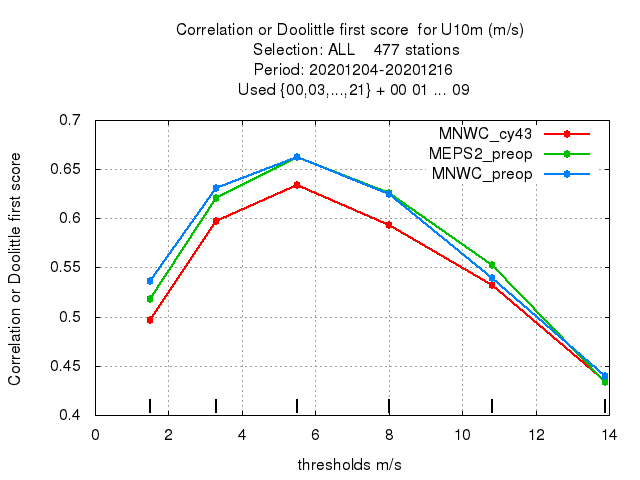 Correlation or Doolittle first score  for U10m (m/s)
Selection: ALL    477 stations
Period: 20201204-20201216
Used {00,03,...,21} + 00 01 ... 09
MNWC_cy43
MEPS2_preop
MNWC_preop
Correlation or Doolittle first score
0.7
0.65
0.6
0.55
0.5
0.45
0.4
0 2 4 6 8 10 12 14
thresholds m/s